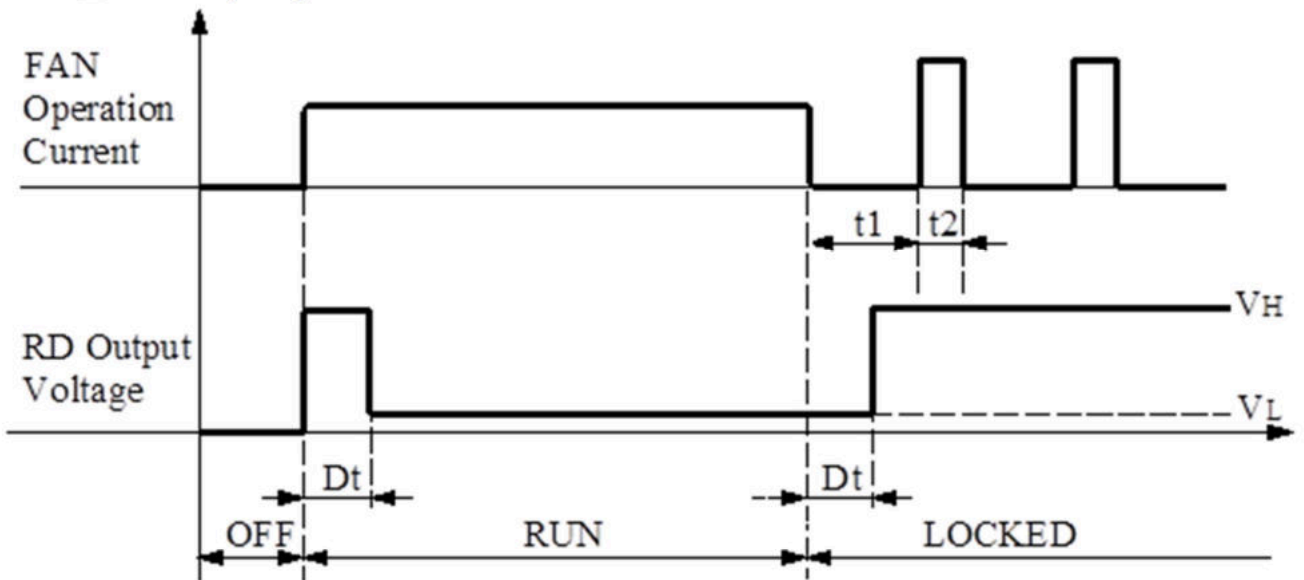 FAN
Operation
Current
t1 t2
VH
RD Output
Voltage
VL
Dt Dt
OFF RUN LOCKED